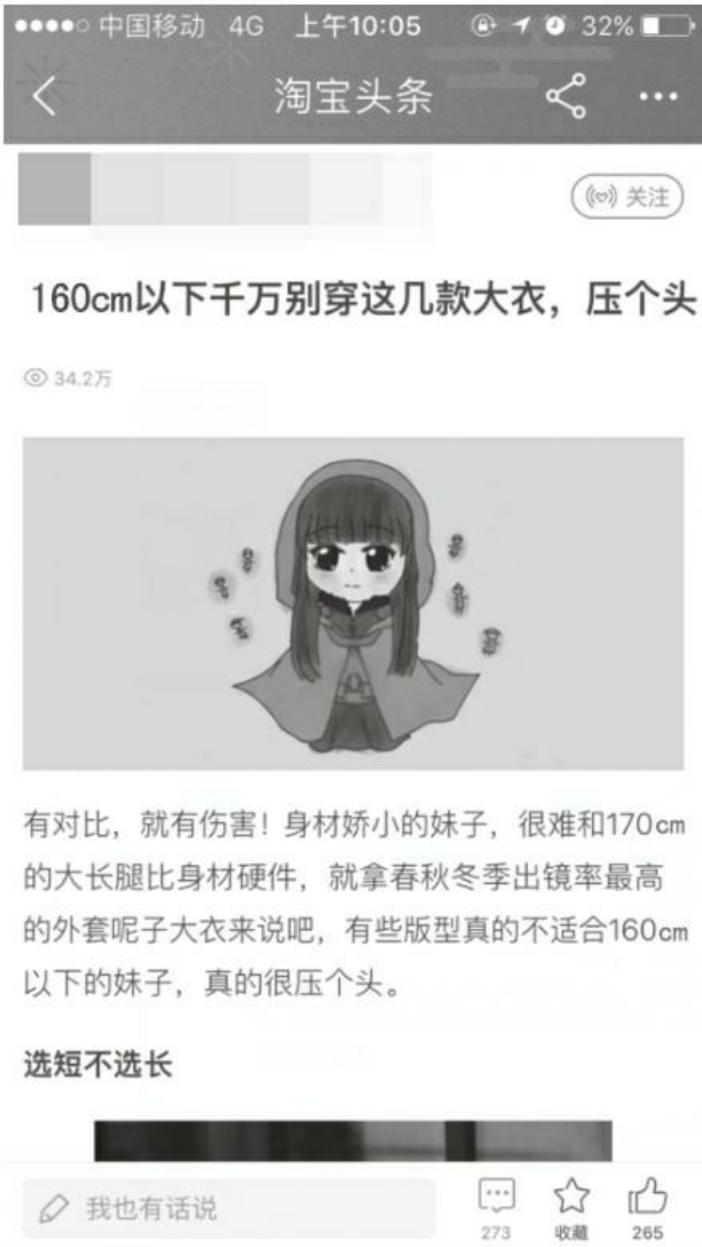 中国移动 4G 上午10:05 32%
淘宝头条
关注
160cm以下千万别穿这几款大衣，压个头
34.2万
有对比，就有伤害！身材娇小的妹子，很难和170cm
的大长腿比身材硬件，就拿春秋冬季出镜率最高
的外套呢子大衣来说吧，有些版型真的不适合160cm
以下的妹子，真的很压个头。
选短不选长
我也有话说
273 收藏 265